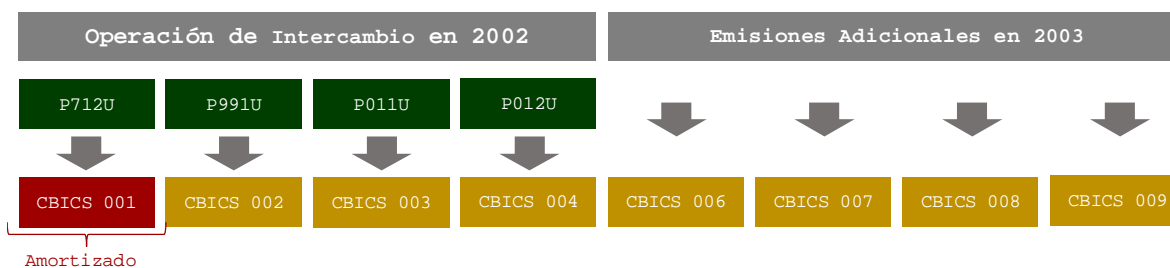 Operación de Intercambio en 2002
Emisiones Adicionales en 2003
P712U
P991U
P011U
P012U
CBICS 001
CBICS 002
CBICS 003
CBICS 004
CBICS 006
CBICS 007
CBICS 008
CBICS 009
Amortizado